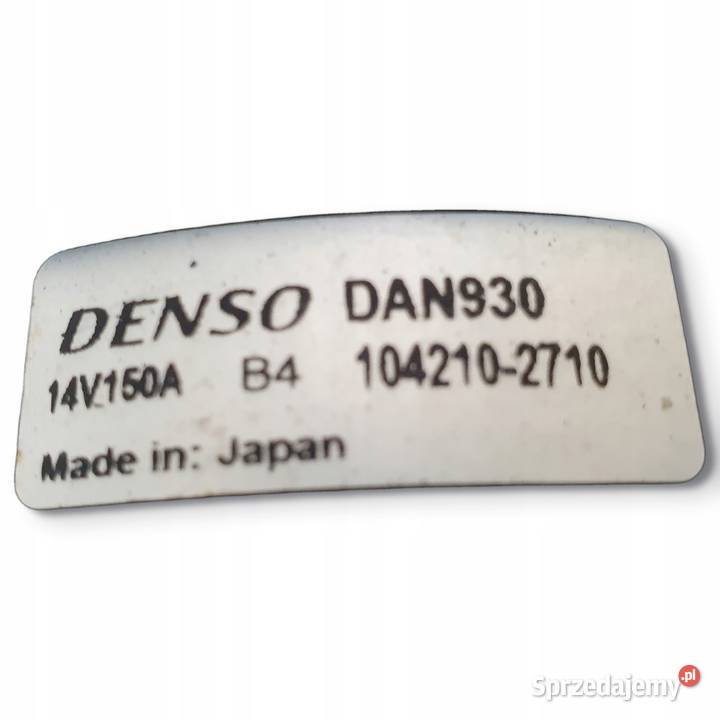 DENSO DAN930
14V150A B4 104210-2710
Made in: Japan
Sprzedajemy.pl